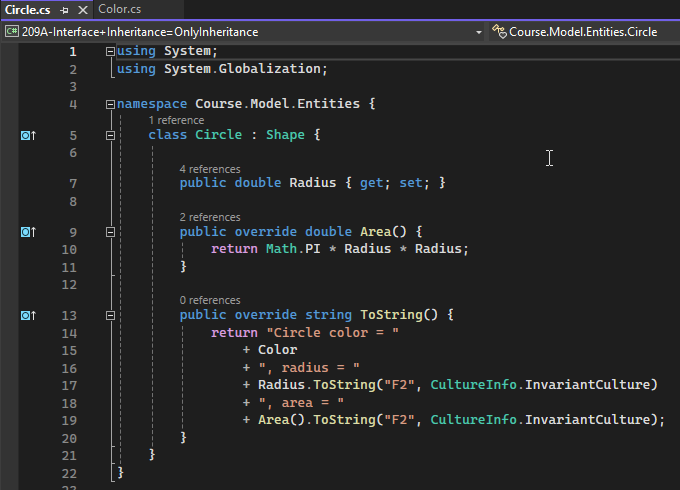 Circle.cs
Color.cs
C# 209A-Interface+Inheritance=OnlyInheritance
Course.Model.Entities.Circle
1 using System;
2 using System.Globalization;
3
4 namespace Course.Model.Entities {
1 reference
5 class Circle : Shape {
6
4 references
7 public double Radius { get; set; }
8
2 references
9 public override double Area() {
10 return Math.PI * Radius * Radius;
11 }
12
0 references
13 public override string ToString() {
14 return "Circle color = "
15 + Color
16 + ", radius = "
17 + Radius.ToString("F2", CultureInfo.InvariantCulture)
18 + ", area = "
19 + Area().ToString("F2", CultureInfo.InvariantCulture);
20 }
21 }
22 }
23